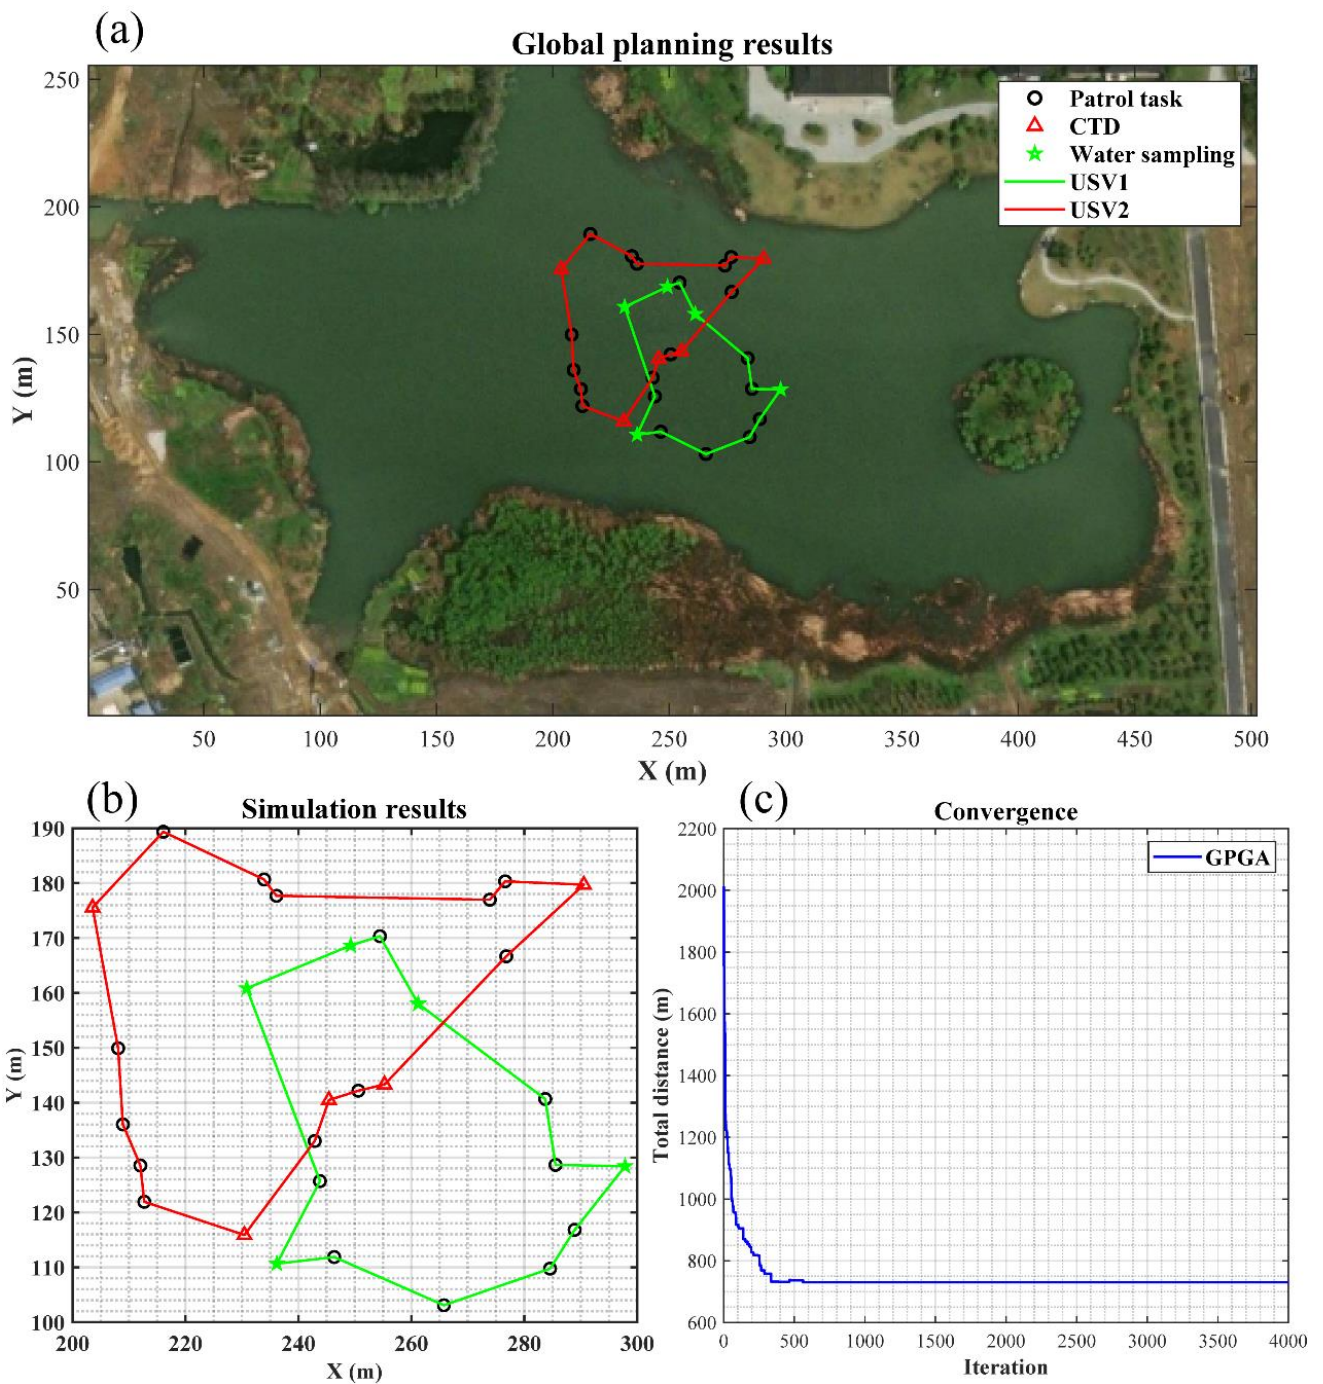 (a)
Global planning results
Patrol task
CTD
Water sampling
USV1
USV2
250
200
150
100
50
Y (m)
50 100 150 200 250 300 350 400 450 500
X (m)
(b)
Simulation results
190
180
170
160
150
140
130
120
110
100
Y (m)
200 220 240 260 280 300
X (m)
(c)
Convergence
GPGA
2200
2000
1800
1600
1400
1200
1000
800
600
Total distance (m)
0 500 1000 1500 2000 2500 3000 3500 4000
Iteration